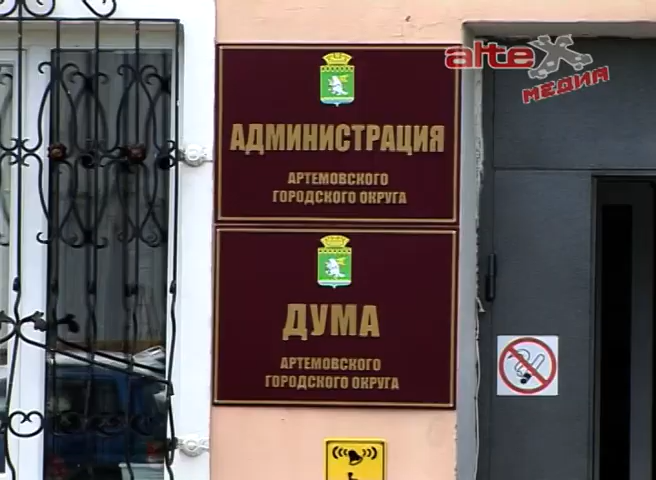 alteX
МЕДИА
АДМИНИСТРАЦИЯ
АРТЕМОВСКОГО
ГОРОДСКОГО ОКРУГА
ДУМА
АРТЕМОВСКОГО
ГОРОДСКОГО ОКРУГА